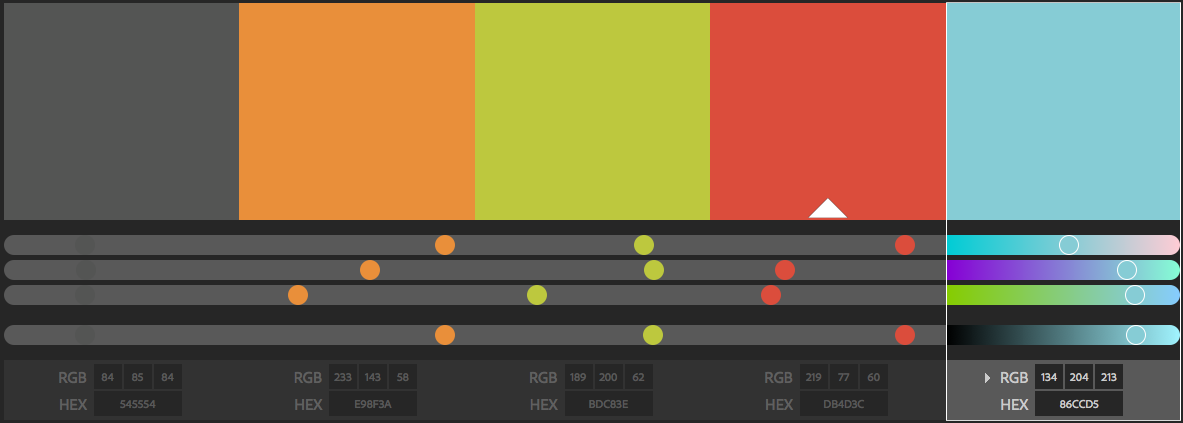 RGB 84 85 84 RGB 233 143 58 RGB 189 200 62 RGB 219 77 60 RGB 134 204 213
HEX 545554 HEX E98F3A HEX BDC83E HEX DB4D3C HEX 86CCD5